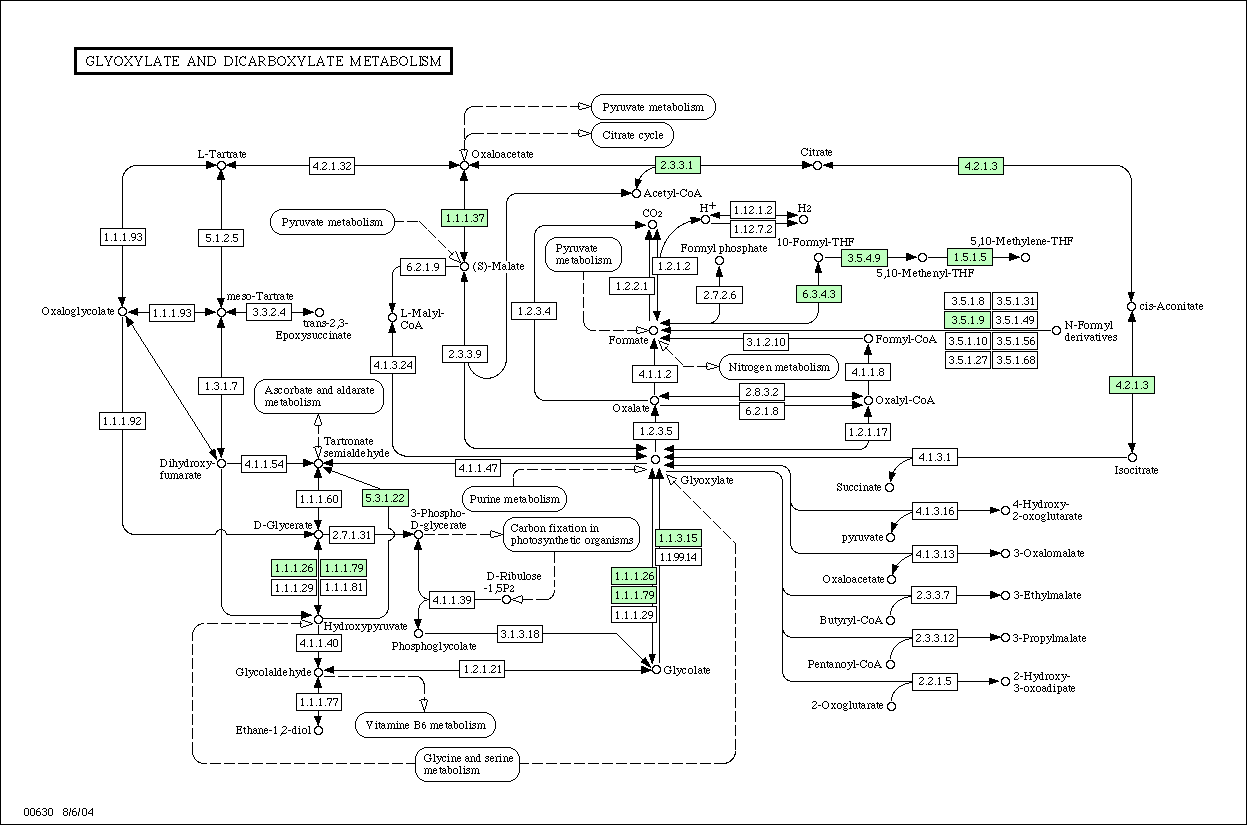 GLYOXYLATE AND DICARBOXYLATE METABOLISM
Pyruvate metabolism
Citrate cycle
L-Tartrate
4.2.1.32
Oxaloacetate
2.3.3.1
Citrate
4.2.1.3
Acetyl-CoA
CO2
H+
1.12.1.2
H2
1.12.7.2
1.1.1.93
5.1.2.5
Pyruvate metabolism
1.1.1.37
Pyruvate
metabolism
1.2.1.2
Formyl phosphate
10-Formyl-THF
3.5.4.9
5,10-Methenyl-THF
1.5.1.5
5,10-Methylene-THF
6.2.1.9
(S)-Malate
1.2.2.1
2.7.2.6
6.3.4.3
meso-Tartrate
Oxaloglycolate
1.1.1.93
3.3.2.4
trans-2,3-
Epoxysuccinate
L-Malyl-
CoA
1.2.3.4
3.5.1.8
3.5.1.31
3.5.1.9
3.5.1.49
3.5.1.10
3.5.1.56
3.5.1.27
3.5.1.68
N-Formyl
derivatives
cis-Aconitate
Formate
3.1.2.10
Formyl-CoA
4.1.3.24
2.3.3.9
4.1.1.2
Nitrogen metabolism
4.1.1.8
1.3.1.7
Ascorbate and aldarate
metabolism
2.8.3.2
6.2.1.8
Oxalate
Oxalyl-CoA
4.2.1.3
1.1.1.92
1.2.3.5
1.2.1.17
Tartronate
semialdehyde
Dihydroxy-
fumarate
4.1.1.54
4.1.1.47
4.1.3.1
Isocitrate
Glyoxylate
Succinate
1.1.1.60
5.3.1.22
Purine metabolism
3-Phospho-
D-glycerate
D-Glycerate
2.7.1.31
Carbon fixation in
photosynthetic organisms
1.1.3.15
1.1.99.14
4.1.3.16
4-Hydroxy-
2-oxoglutarate
pyruvate
4.1.3.13
3-Oxalomalate
Oxaloacetate
1.1.1.26
1.1.1.79
1.1.1.29
1.1.1.81
D-Ribulose
-1,5P2
4.1.1.39
1.1.1.26
1.1.1.79
1.1.1.29
2.3.3.7
3-Ethylmalate
Butyryl-CoA
Hydroxypyruvate
4.1.1.40
Phosphoglycolate
3.1.3.18
2.3.3.12
3-Propylmalate
Pentanoyl-CoA
Glycolaldehyde
1.2.1.21
Glycolate
2.2.1.5
2-Hydroxy-
3-oxoadipate
2-Oxoglutarate
1.1.1.77
Ethane-1,2-diol
Vitamine B6 metabolism
Glycine and serine
metabolism
00630 8/6/04